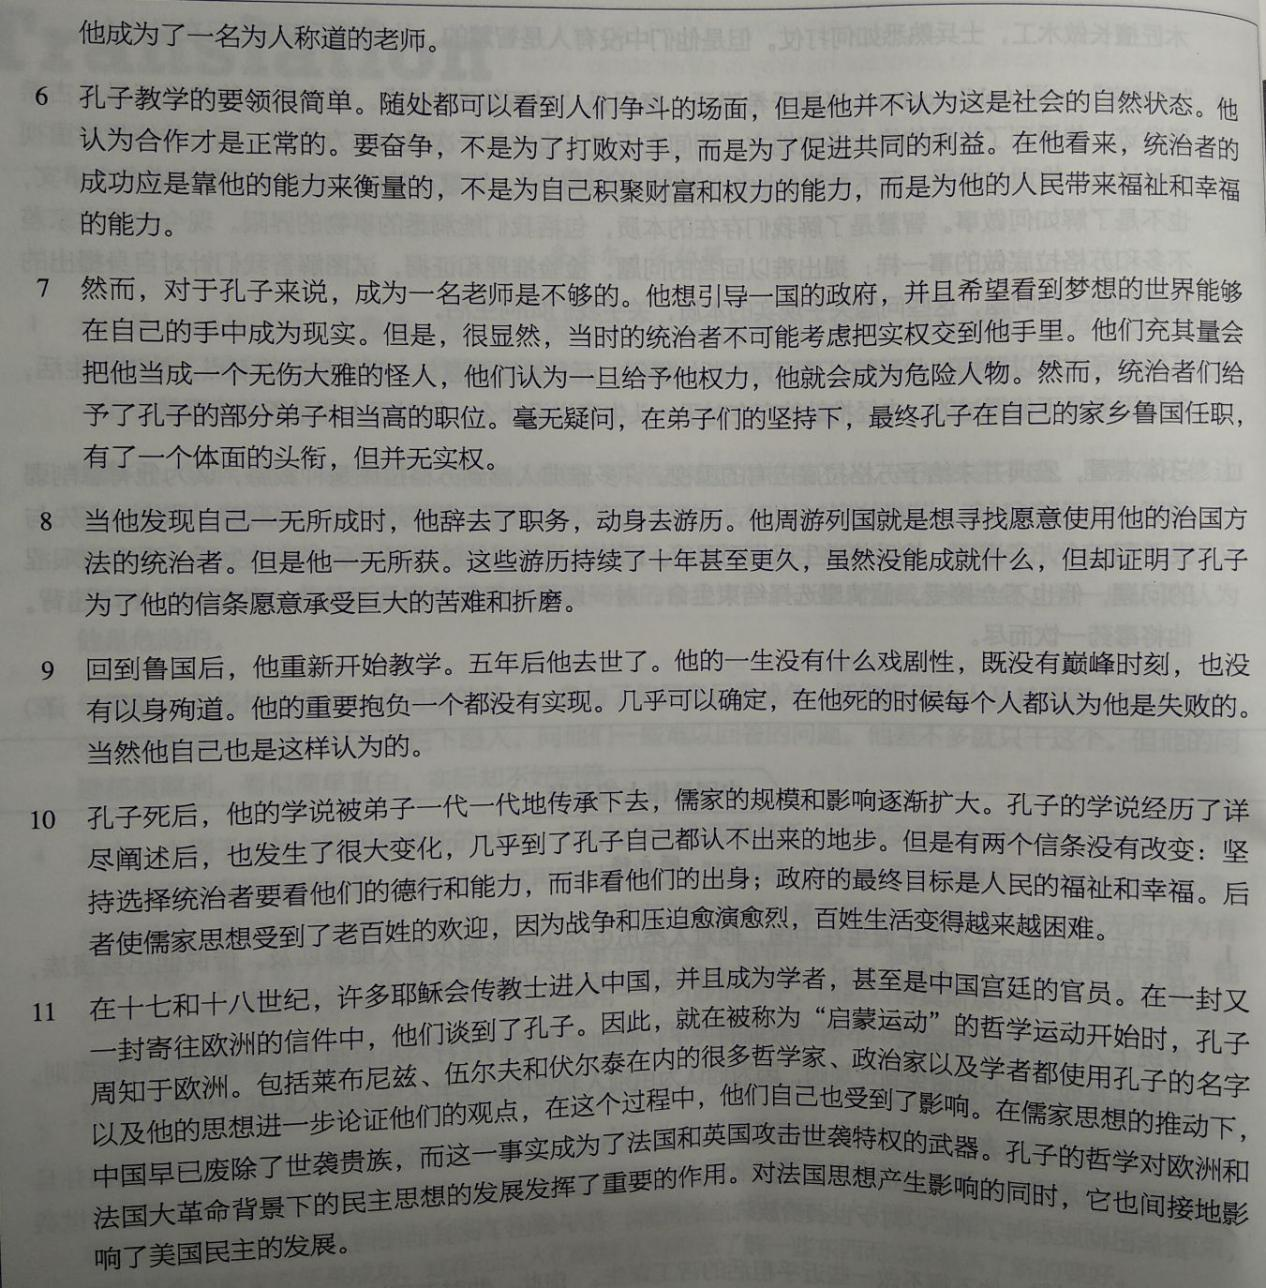 他成为了一名为人称道的老师。
6 孔子教学的要领很简单。随处都可以看到人们争斗的场面，但是他并不认为这是社会的自然状态。他
认为合作才是正常的。要奋争，不是为了打败对手，而是为了促进共同的利益。在他看来，统治者的
成功应是靠他的能力来衡量的，不是为自己积聚财富和权力的能力，而是为他的人民带来福祉和幸福
的能力。
7 然而，对于孔子来说，成为一名老师是不够的。他想引导一国的政府，并且希望看到梦想的世界能够
在自己的手中成为现实。但是，很显然，当时的统治者不可能考虑把实权交到他手里。他们充其量会
把他当成一个无伤大雅的怪人，他们认为一旦给予他权力，他就会成为危险人物。然而，统治者们给
予了孔子的部分弟子相当高的职位。毫无疑问，在弟子们的坚持下，最终孔子在自己的家乡鲁国任职，
有了一个体面的头衔，但并无实权。
8 当他发现自己一无所成时，他辞去了职务，动身去游历。他周游列国就是想寻找愿意使用他的治国方
法的统治者。但是他一无所获。这些游历持续了十年甚至更久，虽然没能成就什么，但却证明了孔子
为了他的信条愿意承受巨大的苦难和折磨。
9 回到鲁国后，他重新开始教学。五年后他去世了。他的一生没有什么戏剧性，既没有巅峰时刻，也没
有以身殉道。他的重要抱负一个都没有实现。几乎可以确定，在他死的时候每个人都认为他是失败的。
当然他自己也是这样认为的。
10 孔子死后，他的学说被弟子一代一代地传承下去，儒家的规模和影响逐渐扩大。孔子的学说经历了详
尽阐述后，也发生了很大变化，几乎到了孔子自己都认不出来的地步。但是有两个信条没有改变：坚
持选择统治者要看他们的德行和能力，而非看他们的出身；政府的最终目标是人民的福祉和幸福。后
者使儒家思想受到了老百姓的欢迎，因为战争和压迫愈演愈烈，百姓生活变得越来越困难。
11 在十七和十八世纪，许多耶稣会传教士进入中国，并且成为学者，甚至是中国宫廷的官员。在一封又
一封寄往欧洲的信件中，他们谈到了孔子。因此，就在被称为“启蒙运动”的哲学运动开始时，孔子
周知于欧洲。包括莱布尼兹、伍尔夫和伏尔泰在内的很多哲学家、政治家以及学者都使用孔子的名字
以及他的思想进一步论证他们的观点，在这个过程中，他们自己也受到了影响。在儒家思想的推动下，
中国早已废除了世袭贵族，而这一事实成为了法国和英国攻击世袭特权的武器。孔子的哲学对欧洲和
法国大革命背景下的民主思想的发展发挥了重要的作用。对法国思想产生影响的同时，它也间接地影
响了美国民主的发展。